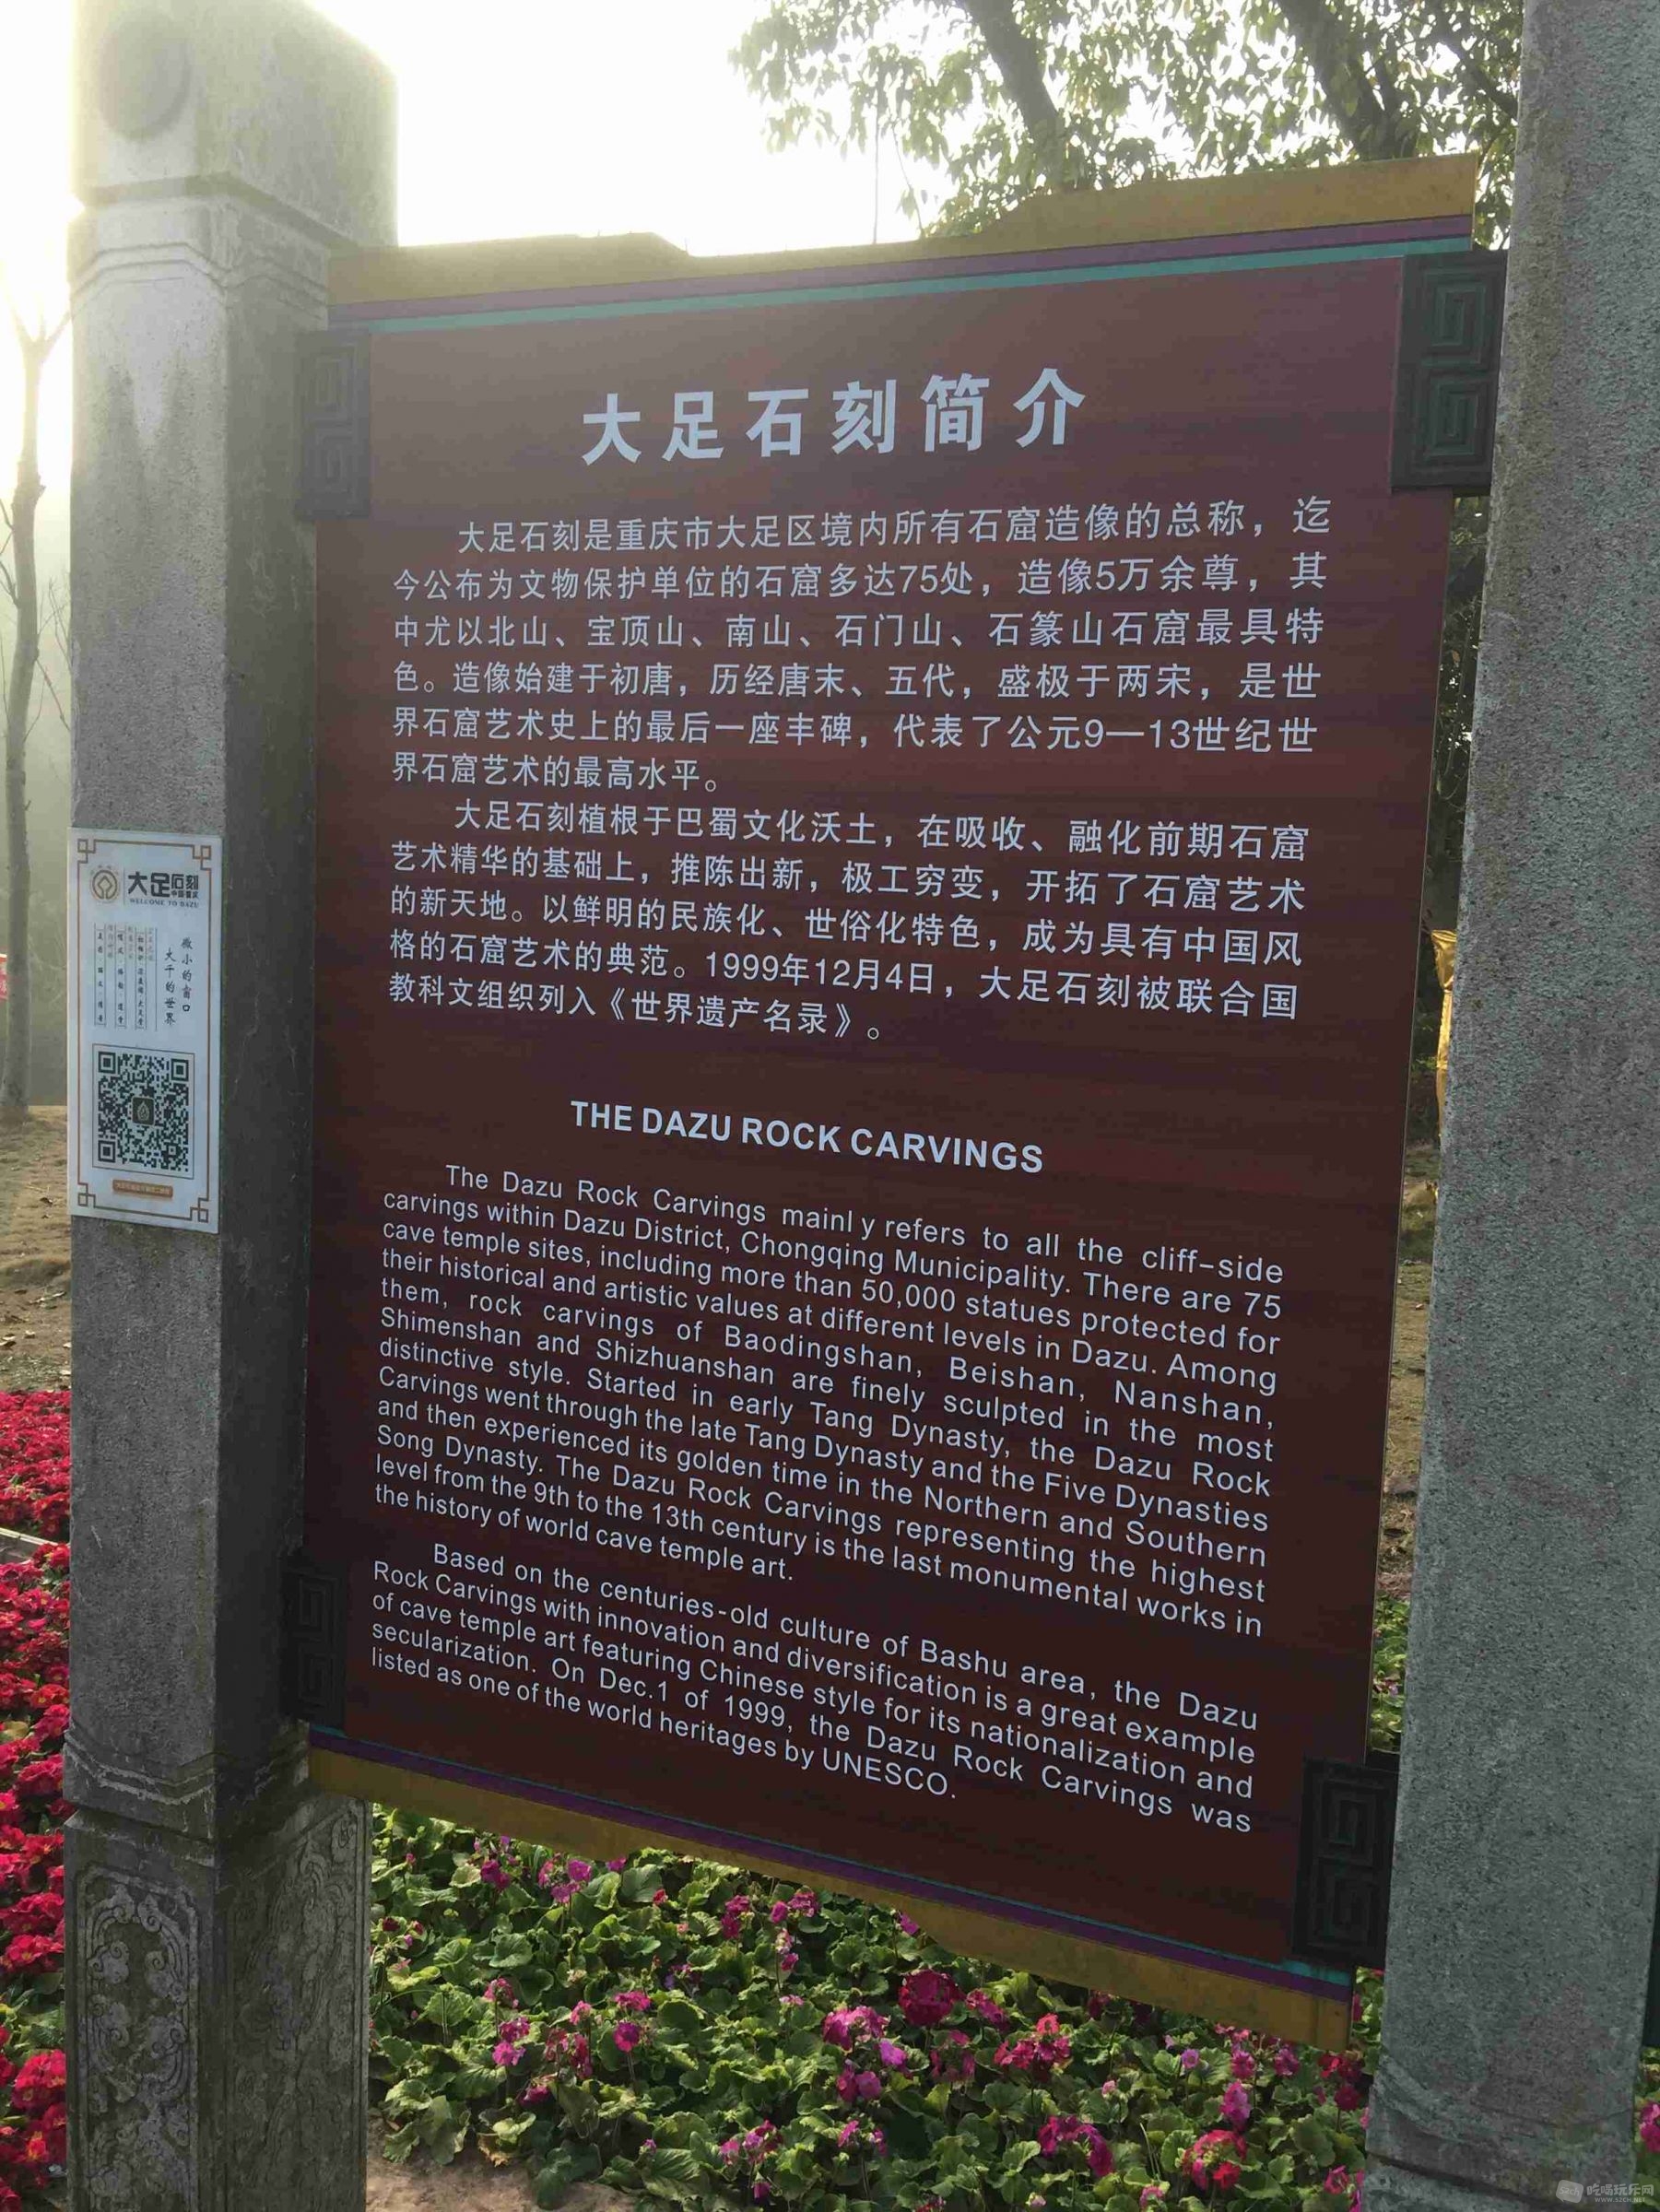 大足石刻简介
大足石刻是重庆市大足区境内所有石窟造像的总称，迄
今公布为文物保护单位的石窟多达75处，造像5万余尊，其
中尤以北山、宝顶山、南山、石门山、石篆山石窟最具特
色。造像始建于初唐，历经唐末、五代，盛极于两宋，是世
界石窟艺术史上的最后一座丰碑，代表了公元9—13世纪世
界石窟艺术的最高水平。
大足石刻植根于巴蜀文化沃土，在吸收、融化前期石窟
艺术精华的基础上，推陈出新，极工穷变，开拓了石窟艺术
的新天地。以鲜明的民族化、世俗化特色，成为具有中国风
格的石窟艺术的典范。1999年12月4日，大足石刻被联合国
教科文组织列入《世界遗产名录》。
THE DAZU ROCK CARVINGS
The Dazu Rock Carvings mainl y refers to all the cliff-side
carvings within Dazu District, Chongqing Municipality. There are 75
cave temple sites, including more than 50,000 statues protected for
their historical and artistic values at different levels in Dazu. Among
them, rock carvings of Baodingshan, Beishan, Nanshan,
Shimenshan and Shizhuanshan are finely sculpted in the most
distinctive style. Started in early Tang Dynasty, the Dazu Rock
Carvings went through the late Tang Dynasty and the Five Dynasties
and then experienced its golden time in the Northern and Southern
Song Dynasty. The Dazu Rock Carvings representing the highest
level from the 9th to the 13th century is the last monumental works in
the history of world cave temple art.
Based on the centuries-old culture of Bashu area, the Dazu
Rock Carvings with innovation and diversification is a great example
of cave temple art featuring Chinese style for its nationalization and
secularization. On Dec.1 of 1999, the Dazu Rock Carvings was
listed as one of the world heritages by UNESCO.
大足石刻
中国重庆
WELCOME TO DAZU
微小的窗口
大千的世界
吃喝玩乐网
WWW.SZCH.NET